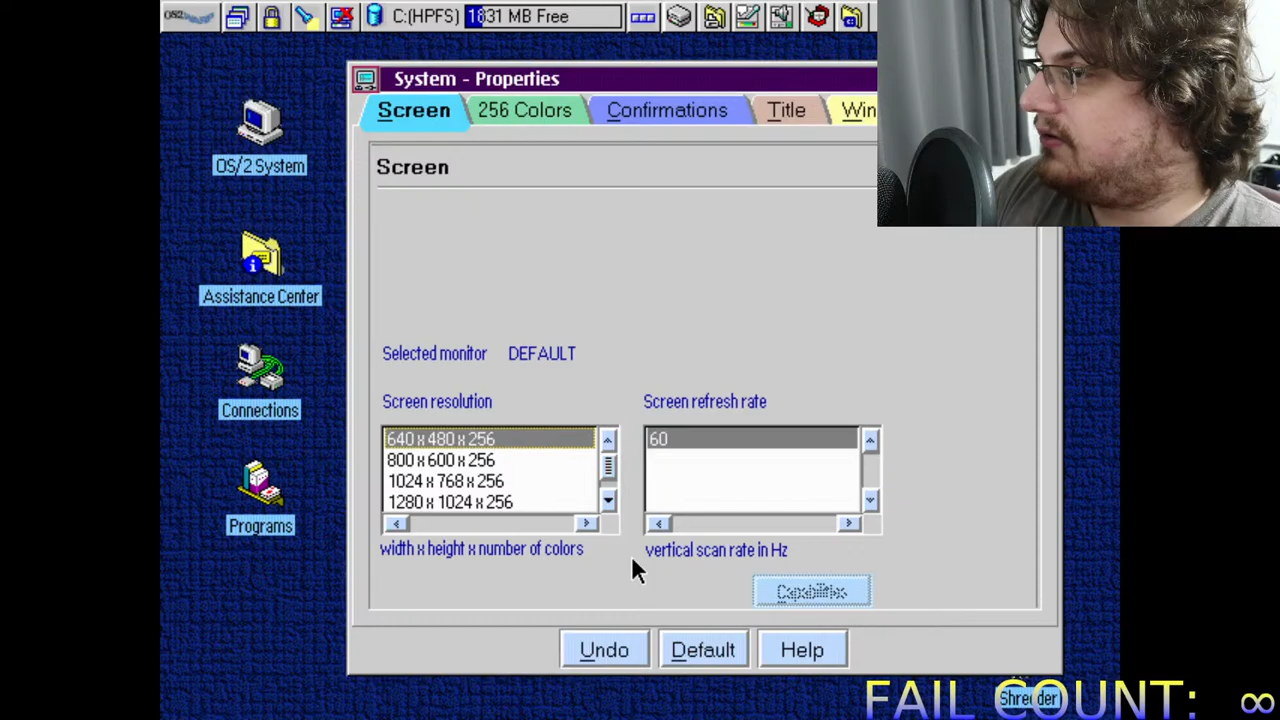 OS2 Warp
C:(HPFS) 1831 MB Free
System - Properties
Screen 256 Colors Confirmations Title Win
Screen
OS/2 System
Assistance Center
Connections
Programs
Selected monitor DEFAULT
Screen resolution Screen refresh rate
640 x 480 x 256 60
800 x 600 x 256
1024 x 768 x 256
1280 x 1024 x 256
width x height x number of colors vertical scan rate in Hz
Capabilities
Undo Default Help
Shredder
FAIL COUNT: ∞